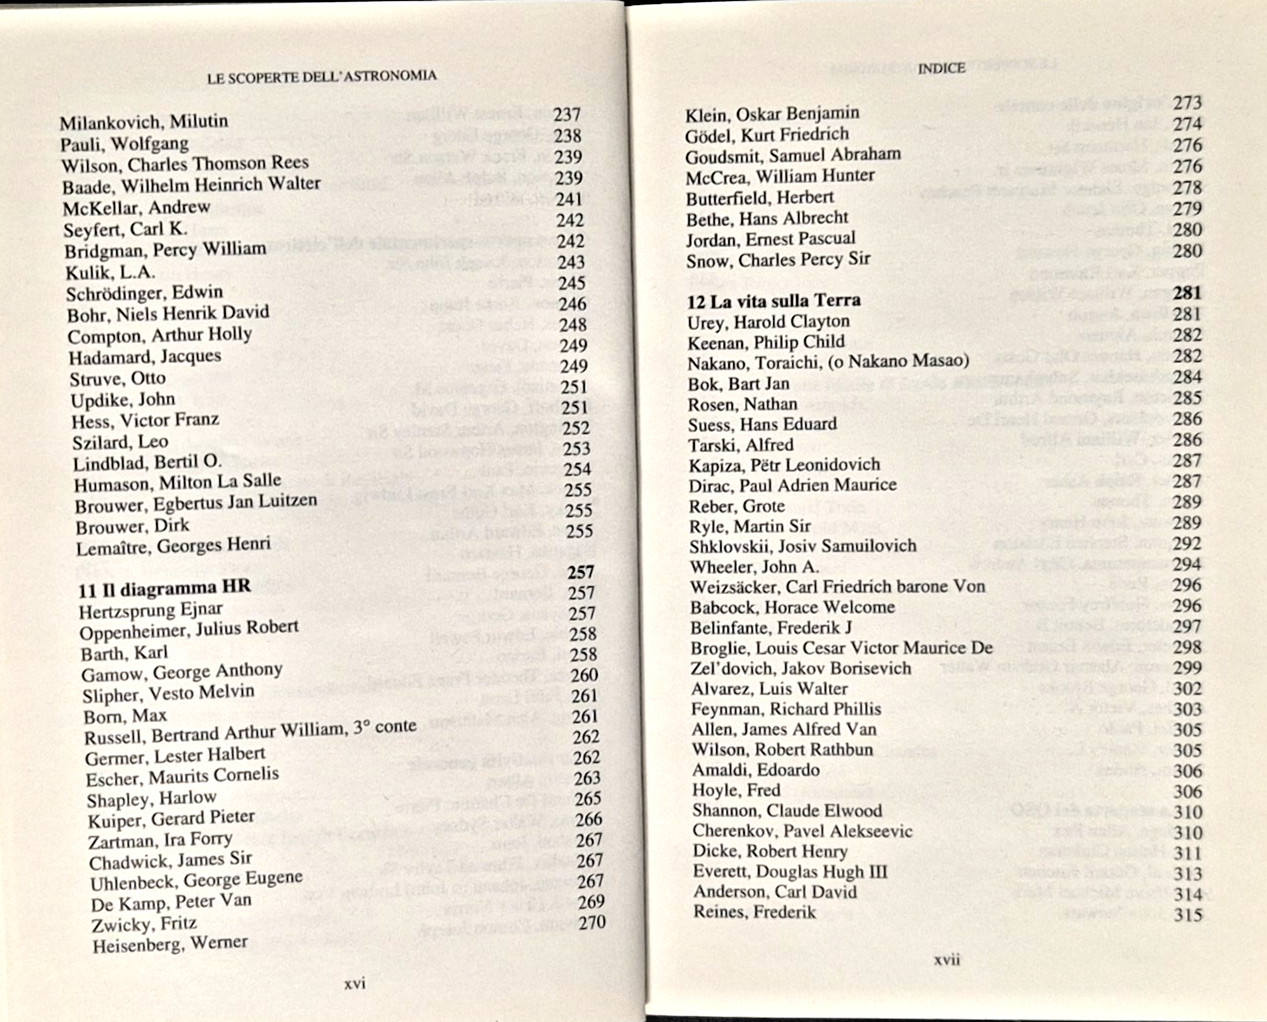 LE SCOPERTE DELL'ASTRONOMIA
Milankovich, Milutin 237
Pauli, Wolfgang 238
Wilson, Charles Thomson Rees 239
Baade, Wilhelm Heinrich Walter 239
McKellar, Andrew 241
Seyfert, Carl K. 242
Bridgman, Percy William 242
Kulik, L.A. 243
Schrödinger, Edwin 245
Bohr, Niels Henrik David 246
Compton, Arthur Holly 248
Hadamard, Jacques 249
Struve, Otto 249
Updike, John 251
Hess, Victor Franz 251
Szilard, Leo 252
Lindblad, Bertil O. 253
Humason, Milton La Salle 254
Brouwer, Egbertus Jan Luitzen 255
Brouwer, Dirk 255
Lemaître, Georges Henri 255
11 Il diagramma HR 257
Hertzsprung Ejnar 257
Oppenheimer, Julius Robert 257
Barth, Karl 258
Gamow, George Anthony 258
Slipher, Vesto Melvin 260
Born, Max 261
Russell, Bertrand Arthur William, 3° conte 261
Germer, Lester Halbert 262
Escher, Maurits Cornelis 262
Shapley, Harlow 263
Kuiper, Gerard Pieter 265
Zartman, Ira Forry 266
Chadwick, James Sir 267
Uhlenbeck, George Eugene 267
De Kamp, Peter Van 267
Zwicky, Fritz 269
Heisenberg, Werner 270
xvi
INDICE
Klein, Oskar Benjamin 273
Gödel, Kurt Friedrich 274
Goudsmit, Samuel Abraham 276
McCrea, William Hunter 276
Butterfield, Herbert 278
Bethe, Hans Albrecht 279
Jordan, Ernest Pascual 280
Snow, Charles Percy Sir 280
12 La vita sulla Terra 281
Urey, Harold Clayton 281
Keenan, Philip Child 282
Nakano, Toraichi, (o Nakano Masao) 282
Bok, Bart Jan 284
Rosen, Nathan 285
Suess, Hans Eduard 286
Tarski, Alfred 286
Kapiza, Pëtr Leonidovich 287
Dirac, Paul Adrien Maurice 287
Reber, Grote 289
Ryle, Martin Sir 289
Shklovskii, Josiv Samuilovich 292
Wheeler, John A. 294
Weizsäcker, Carl Friedrich barone Von 296
Babcock, Horace Welcome 296
Belinfante, Frederik J 297
Broglie, Louis Cesar Victor Maurice De 298
Zel'dovich, Jakov Borisevich 299
Alvarez, Luis Walter 302
Feynman, Richard Phillis 303
Allen, James Alfred Van 305
Wilson, Robert Rathbun 305
Amaldi, Edoardo 306
Hoyle, Fred 306
Shannon, Claude Elwood 310
Cherenkov, Pavel Alekseevic 310
Dicke, Robert Henry 311
Everett, Douglas Hugh III 313
Anderson, Carl David 314
Reines, Frederik 315
xvii